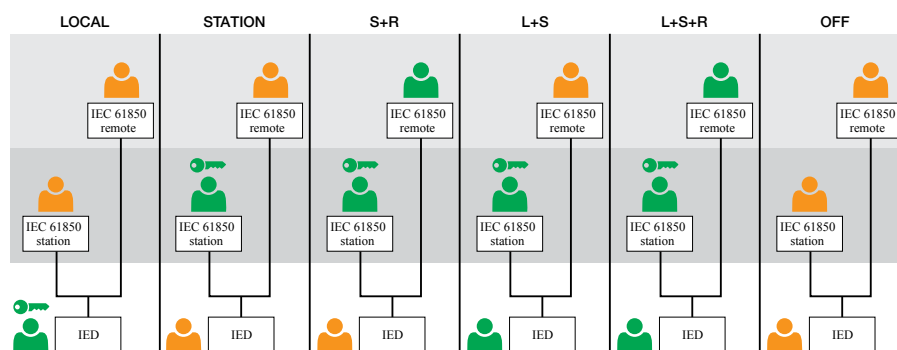 LOCAL STATION S+R L+S L+S+R OFF
IEC 61850 IEC 61850 IEC 61850 IEC 61850 IEC 61850 IEC 61850
remote remote remote remote remote remote
IEC 61850 IEC 61850 IEC 61850 IEC 61850 IEC 61850 IEC 61850
station station station station station station
IED IED IED IED IED IED